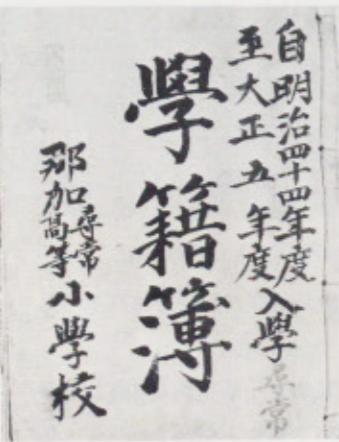 自明治四十四年度
至大正五年度入學
尋常
學籍簿
那加尋常高等小學校